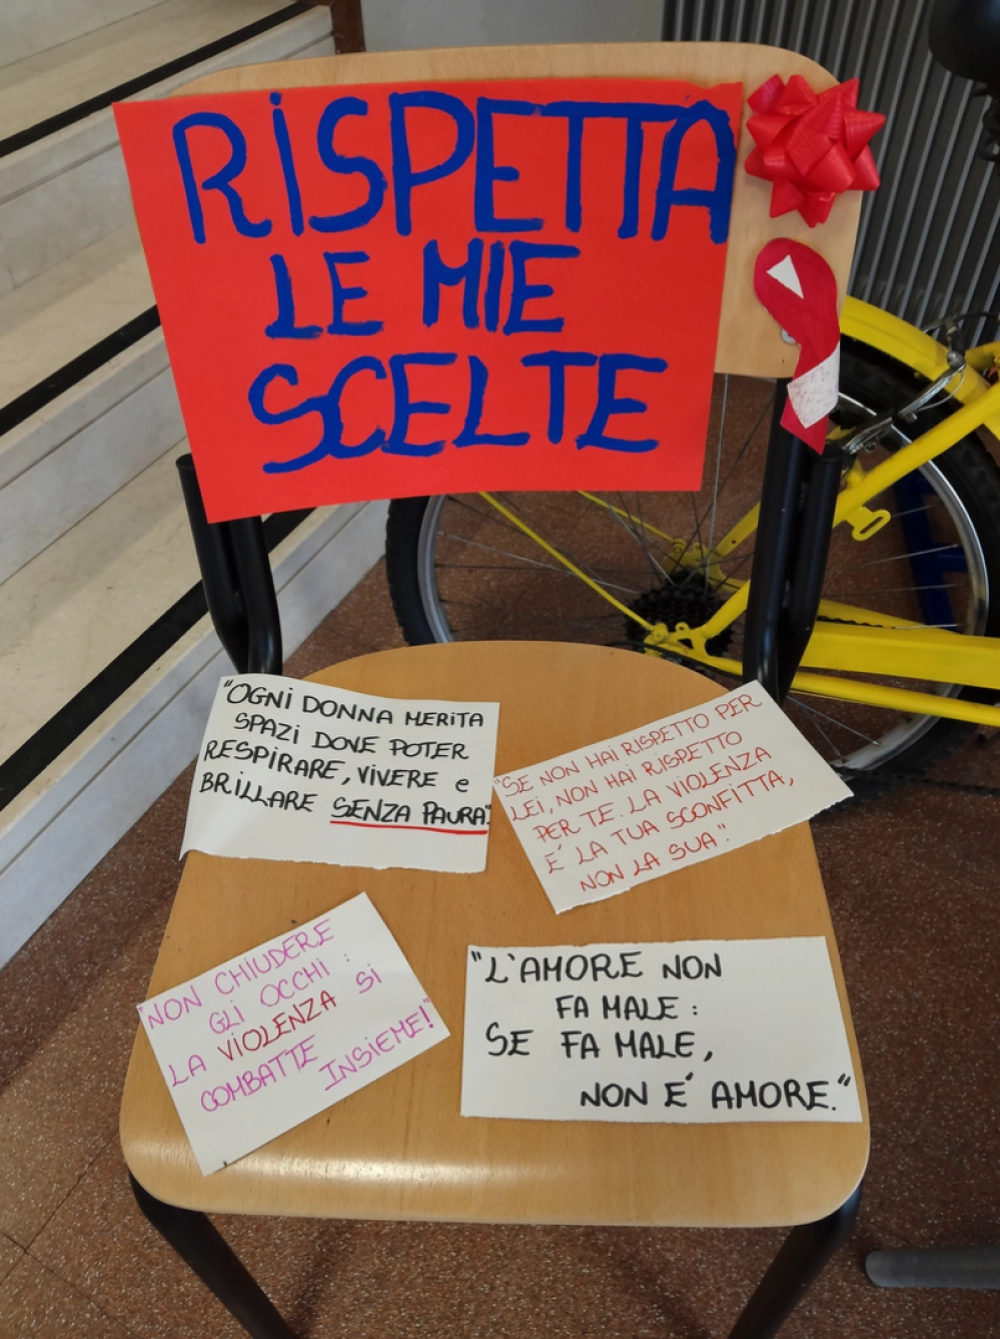 RISPETTA
LE MIE
SCELTE
"OGNI DONNA MERITA
SPAZI DOVE POTER
RESPIRARE, VIVERE e
BRILLARE SENZA PAURA".
"SE NON HAI RISPETTO PER
LEI, NON HAI RISPETTO
PER TE. LA VIOLENZA
É LA TUA SCONFITTA,
NON LA SUA".
"NON CHIUDERE
GLI OCCHI :
LA VIOLENZA SI
COMBATTE
INSIEME!"
"L'AMORE NON
FA MALE :
SE FA MALE,
NON É AMORE."